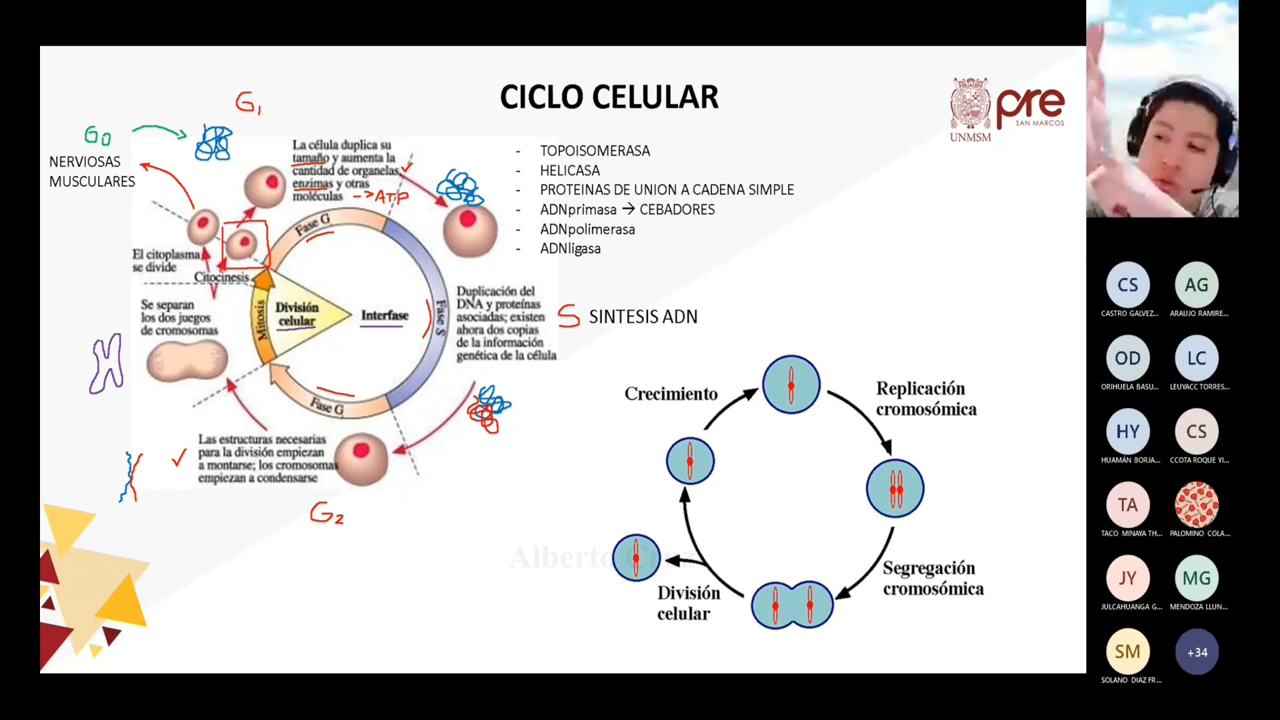 CICLO CELULAR
UNMSM
pre
SAN MARCOS
G1
G0
NERVIOSAS
MUSCULARES
La célula duplica su
tamaño y aumenta la
cantidad de organelas,
enzimas y otras
moléculas
->ATP
- TOPOISOMERASA
- HELICASA
- PROTEINAS DE UNION A CADENA SIMPLE
- ADNprimasa → CEBADORES
- ADNpolimerasa
- ADNligasa
Fase G
El citoplasma
se divide
Citocinesis
Se separan
los dos juegos
de cromosomas
Mitosis
División
celular
Interfase
Fase S
Duplicación del
DNA y proteínas
asociadas; existen
ahora dos copias
de la información
genética de la célula
S SINTESIS ADN
Fase G
Las estructuras necesarias
para la división empiezan
a montarse; los cromosomas
empiezan a condensarse
G2
Crecimiento
Replicación
cromosómica
Segregación
cromosómica
División
celular
Alberto
CS
AG
CASTRO GALVEZ...
ARAUJO RAMIRE...
OD
LC
ORIHUELA BASU...
LEUYACC TORRES...
HY
CS
HUAMÁN BORJA...
CCOTA ROQUE YI...
TA
TACO MINAYA TH...
PALOMINO COLA...
JY
MG
JULCAHUANGA G...
MENDOZA LLUN...
SM
+34
SOLANO DIAZ FR...